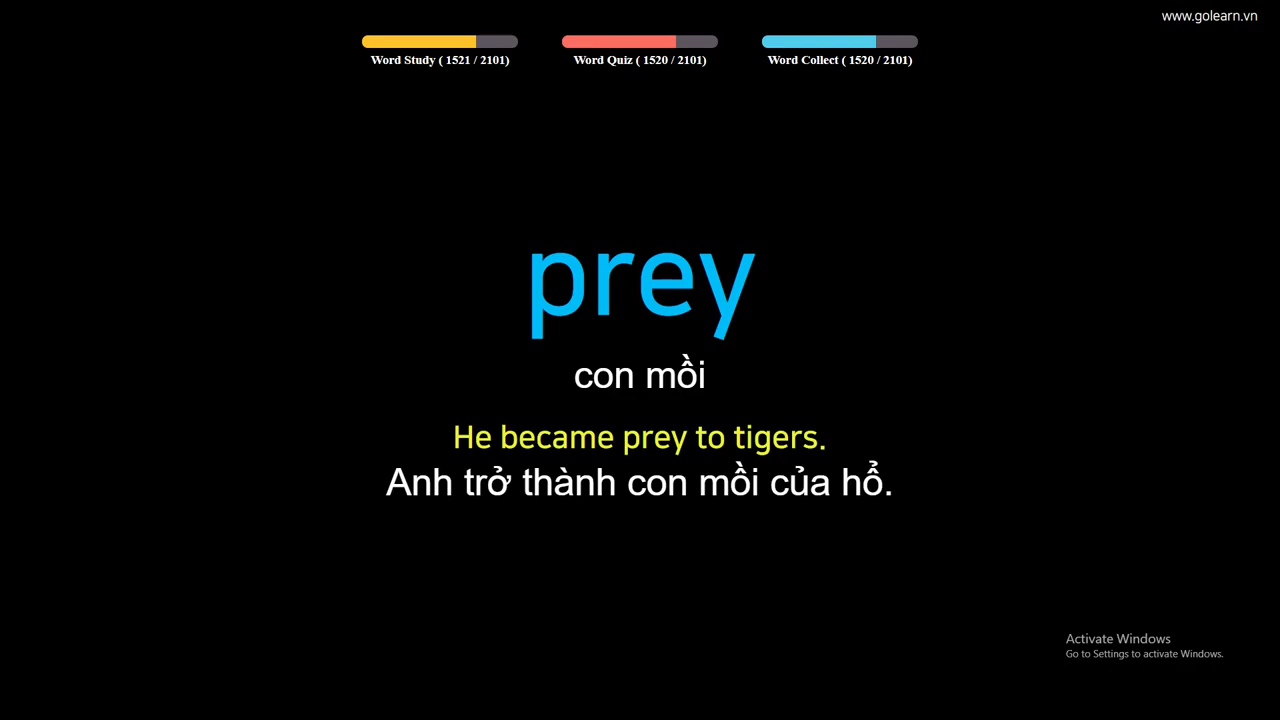 www.golearn.vn
Word Study ( 1521 / 2101)
Word Quiz ( 1520 / 2101)
Word Collect ( 1520 / 2101)
prey
con mồi
He became prey to tigers.
Anh trở thành con mồi của hổ.
Activate Windows
Go to Settings to activate Windows.